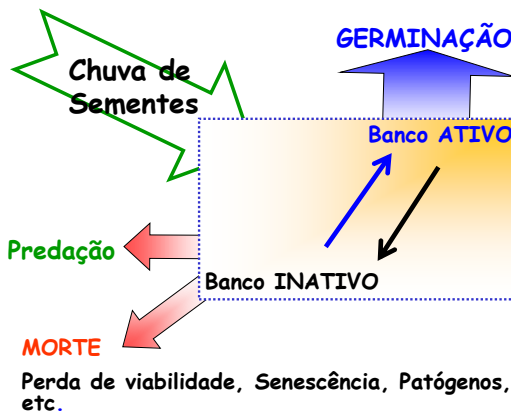 GERMINAÇÃO
Chuva de
Sementes
Banco ATIVO
Predação
Banco INATIVO
MORTE
Perda de viabilidade, Senescência, Patógenos,
etc.